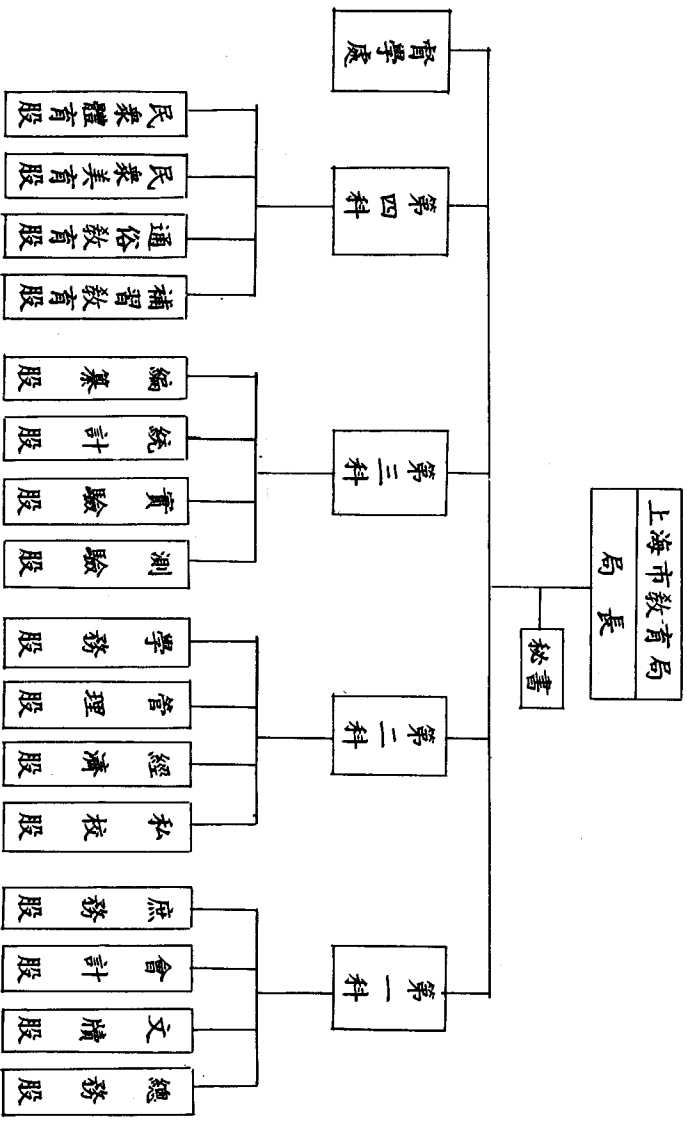 上海市教育局
局長
秘書
督學處
第四科
第三科
第二科
第一科
民衆體育股
民衆美育股
通俗教育股
補習教育股
編纂股
統計股
實驗股
測驗股
學務股
管理股
經濟股
私校股
庶務股
會計股
文牘股
總務股